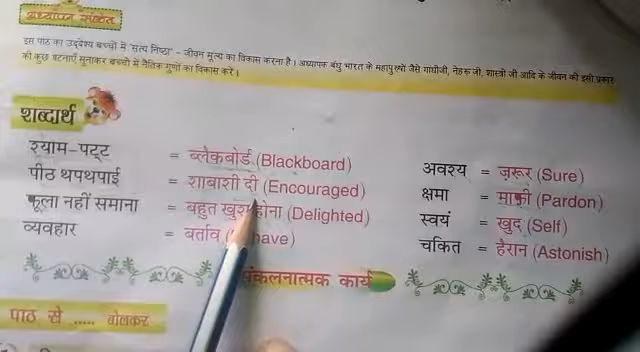 अध्यापन संकेत
इस पाठ का उद्देश्य बच्चों में 'सत्य निष्ठा' - जीवन मूल्य का विकास करना है। अध्यापक बंधु भारत के महापुरुषों जैसे गांधीजी, नेहरू जी, शास्त्री जी आदि के जीवन की इसी प्रकार
की कुछ घटनाएँ सुनाकर बच्चों में नैतिक गुणों का विकास करें।
शब्दार्थ
श्याम-पट्ट = ब्लैकबोर्ड (Blackboard)
पीठ थपथपाई = शाबाशी दी (Encouraged)
फूला नहीं समाना = बहुत खुश होना (Delighted)
व्यवहार = बर्ताव
अवश्य = ज़रूर (Sure)
क्षमा = माफ़ी (Pardon)
स्वयं = खुद (Self)
चकित = हैरान (Astonish)
संकलनात्मक कार्य
पाठ से ..... बोलकर